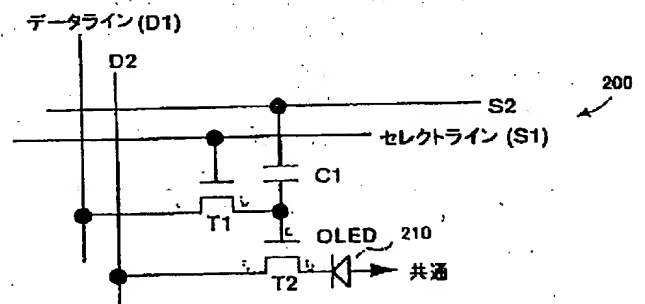 データライン (D1)
D2
200
S2
セレクトライン (S1)
C1
T1
OLED 210
T2
共通